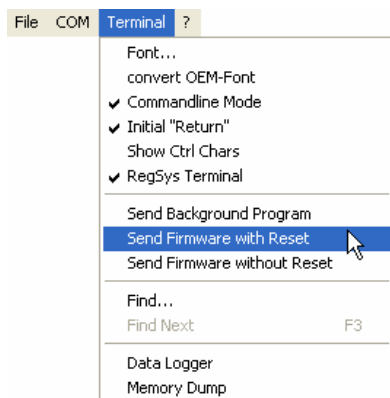 File COM Terminal ?
Font...
convert OEM-Font
Commandline Mode
Initial "Return"
Show Ctrl Chars
RegSys Terminal
Send Background Program
Send Firmware with Reset
Send Firmware without Reset
Find...
Find Next F3
Data Logger
Memory Dump